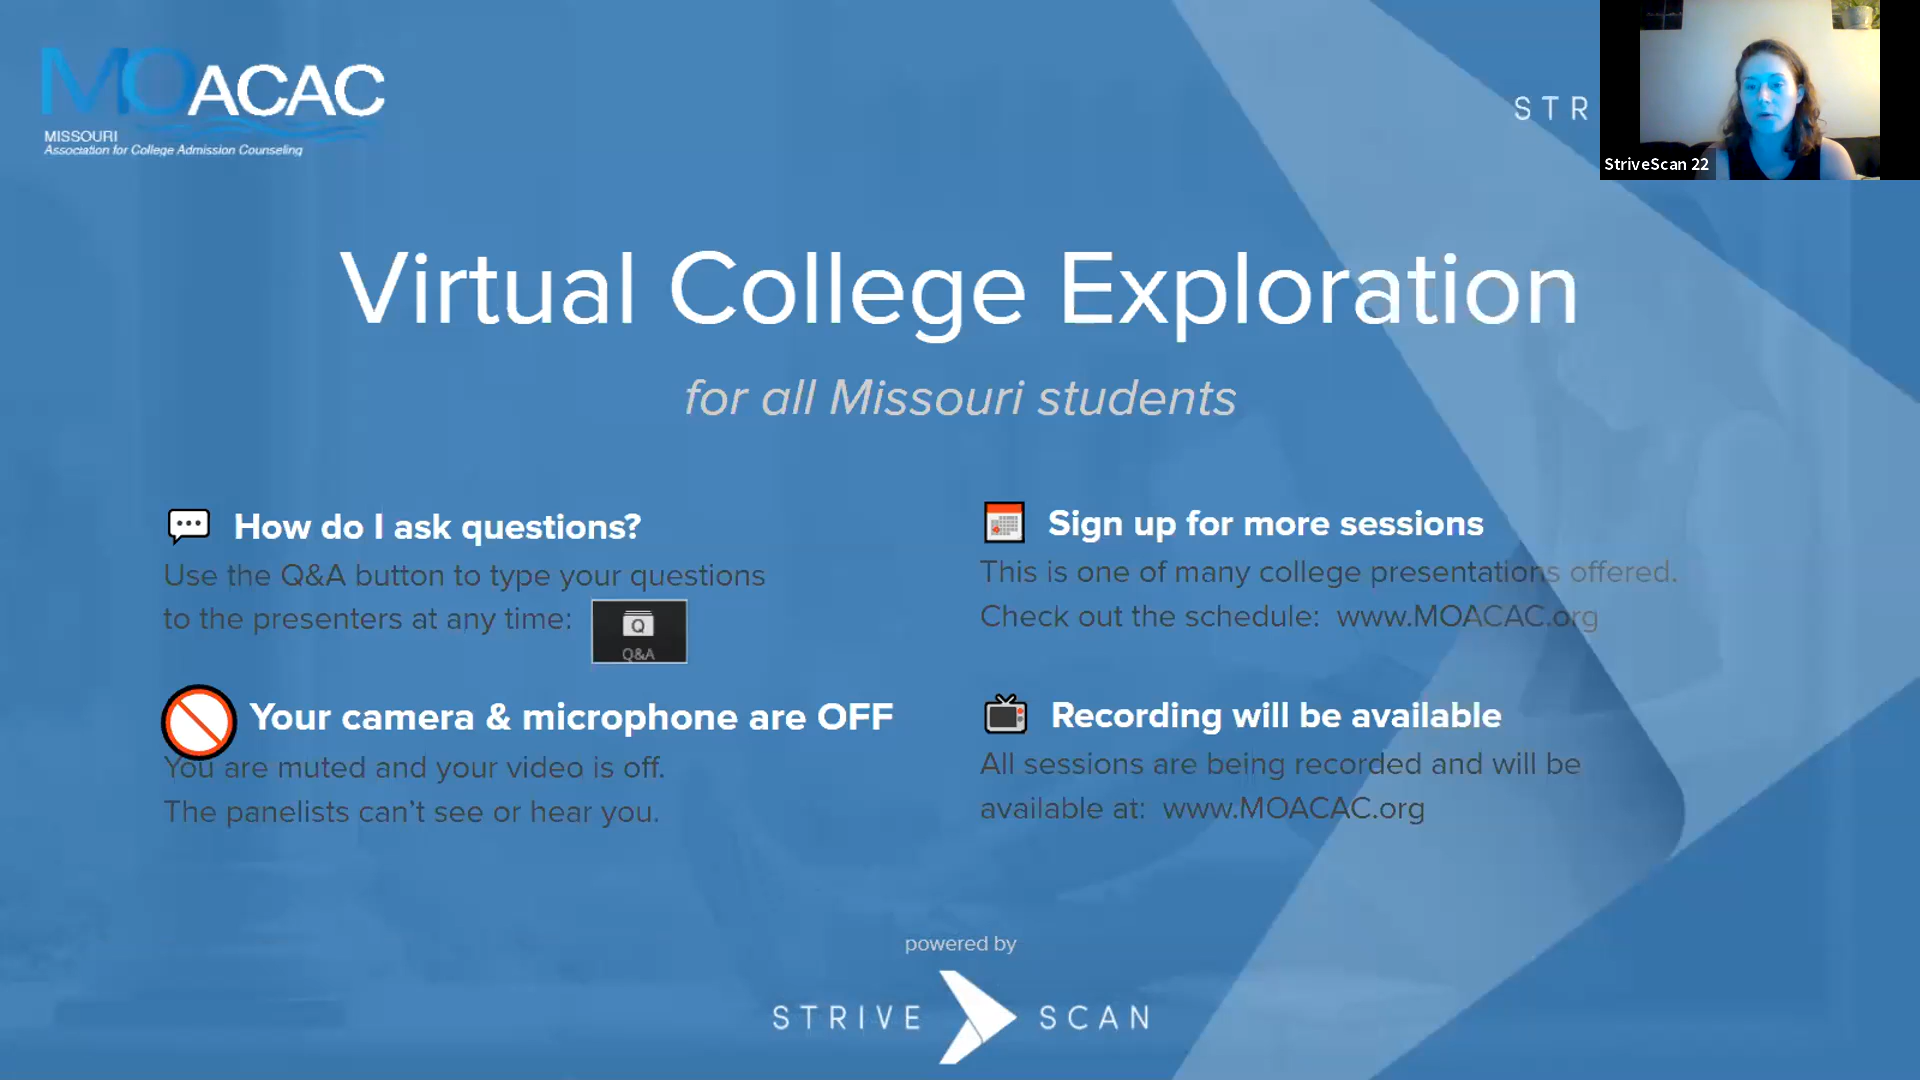 MOACAC
MISSOURI
Association for College Admission Counseling
STR
StriveScan 22
Virtual College Exploration
for all Missouri students
How do I ask questions?
Use the Q&A button to type your questions
to the presenters at any time:
Q
Q&A
Sign up for more sessions
This is one of many college presentations offered.
Check out the schedule: www.MOACAC.org
Your camera & microphone are OFF
You are muted and your video is off.
The panelists can't see or hear you.
Recording will be available
All sessions are being recorded and will be
available at: www.MOACAC.org
powered by
STRIVE SCAN